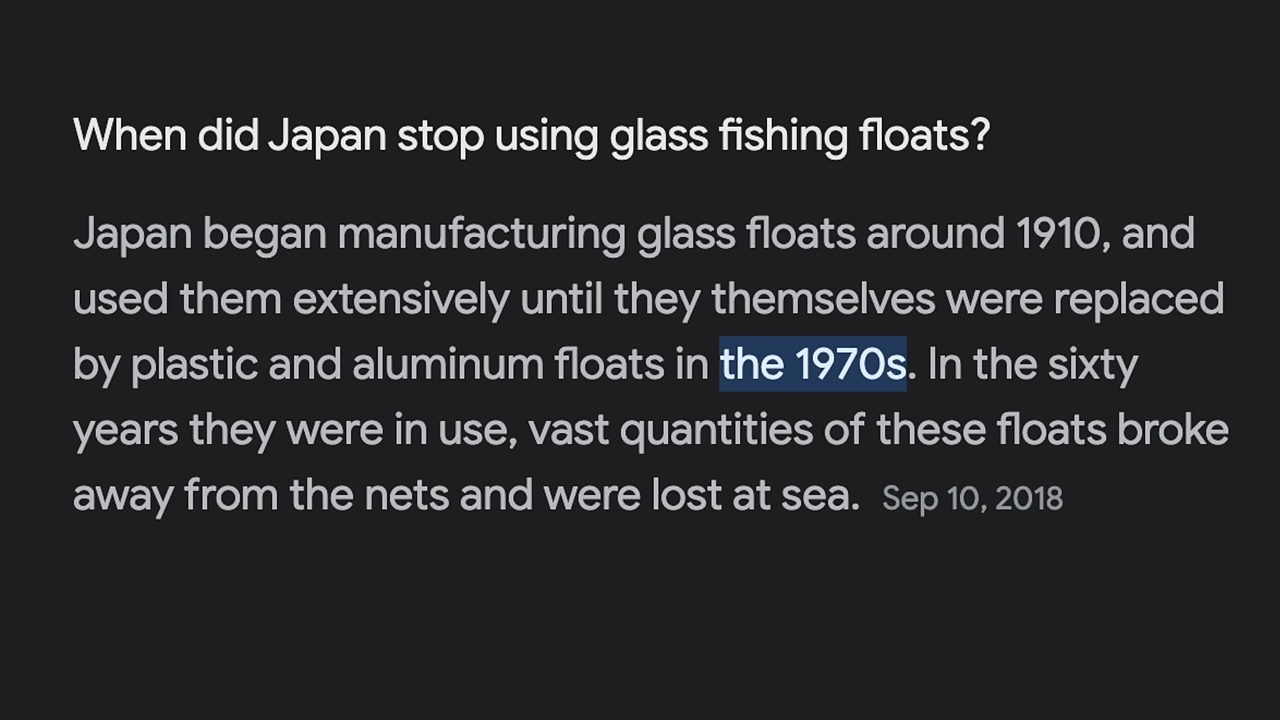 When did Japan stop using glass fishing floats?
Japan began manufacturing glass floats around 1910, and
used them extensively until they themselves were replaced
by plastic and aluminum floats in the 1970s. In the sixty
years they were in use, vast quantities of these floats broke
away from the nets and were lost at sea. Sep 10, 2018